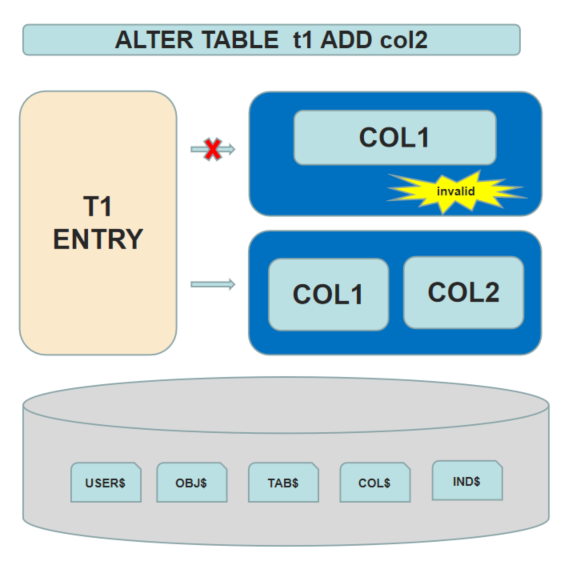 ALTER TABLE t1 ADD col2
T1
ENTRY
COL1
invalid
COL1
COL2
USER$
OBJ$
TAB$
COL$
IND$